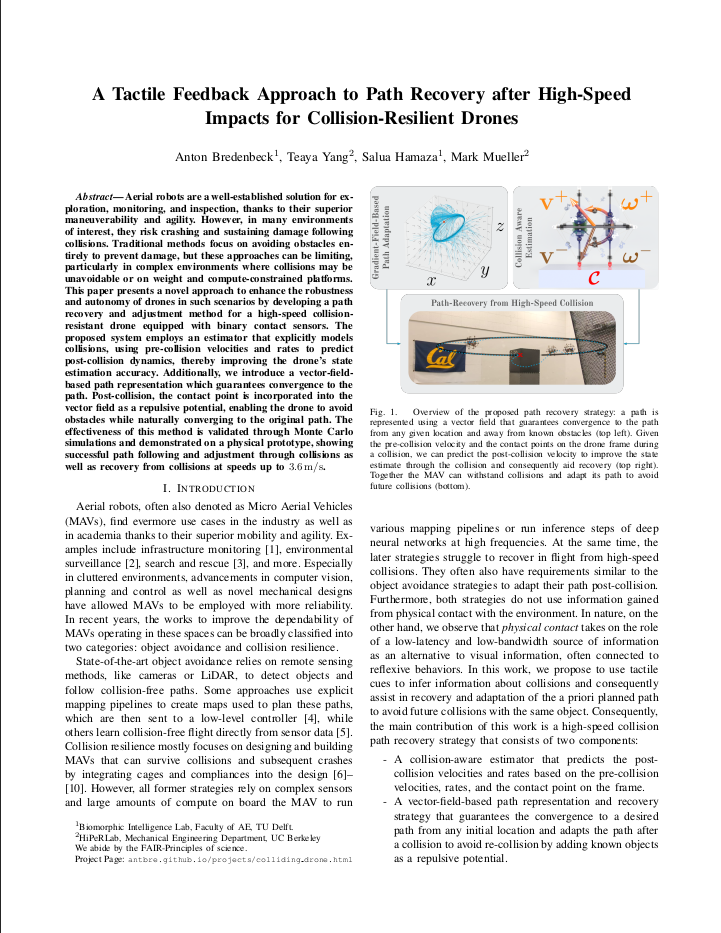 A Tactile Feedback Approach to Path Recovery after High-Speed
Impacts for Collision-Resilient Drones
Anton Bredenbeck1, Teaya Yang2, Salua Hamaza1, Mark Mueller2
Abstract—Aerial robots are a well-established solution for ex-
ploration, monitoring, and inspection, thanks to their superior
maneuverability and agility. However, in many environments
of interest, they risk crashing and sustaining damage following
collisions. Traditional methods focus on avoiding obstacles en-
tirely to prevent damage, but these approaches can be limiting,
particularly in complex environments where collisions may be
unavoidable or on weight and compute-constrained platforms.
This paper presents a novel approach to enhance the robustness
and autonomy of drones in such scenarios by developing a path
recovery and adjustment method for a high-speed collision-
resistant drone equipped with binary contact sensors. The
proposed system employs an estimator that explicitly models
collisions, using pre-collision velocities and rates to predict
post-collision dynamics, thereby improving the drone's state
estimation accuracy. Additionally, we introduce a vector-field-
based path representation which guarantees convergence to the
path. Post-collision, the contact point is incorporated into the
vector field as a repulsive potential, enabling the drone to avoid
obstacles while naturally converging to the original path. The
effectiveness of this method is validated through Monte Carlo
simulations and demonstrated on a physical prototype, showing
successful path following and adjustment through collisions as
well as recovery from collisions at speeds up to 3.6 m/s.
I. INTRODUCTION
Aerial robots, often also denoted as Micro Aerial Vehicles
(MAVs), find evermore use cases in the industry as well as
in academia thanks to their superior mobility and agility. Ex-
amples include infrastructure monitoring [1], environmental
surveillance [2], search and rescue [3], and more. Especially
in cluttered environments, advancements in computer vision,
planning and control as well as novel mechanical designs
have allowed MAVs to be employed with more reliability.
In recent years, the works to improve the dependability of
MAVs operating in these spaces can be broadly classified into
two categories: object avoidance and collision resilience.
State-of-the-art object avoidance relies on remote sensing
methods, like cameras or LiDAR, to detect objects and
follow collision-free paths. Some approaches use explicit
mapping pipelines to create maps used to plan these paths,
which are then sent to a low-level controller [4], while
others learn collision-free flight directly from sensor data [5].
Collision resilience mostly focuses on designing and building
MAVs that can survive collisions and subsequent crashes
by integrating cages and compliances into the design [6]–
[10]. However, all former strategies rely on complex sensors
and large amounts of compute on board the MAV to run
1Biomorphic Intelligence Lab, Faculty of AE, TU Delft.
2HiPeRLab, Mechanical Engineering Department, UC Berkeley
We abide by the FAIR-Principles of science.
Project Page: antbre.github.io/projects/colliding_drone.html
Gradient-Field-Based
Path Adaptation
x
y
z
Collision Aware
Estimation
v+
ω+
v−
ω−
C
Path-Recovery from High-Speed Collision
Cal
Fig. 1. Overview of the proposed path recovery strategy: a path is
represented using a vector field that guarantees convergence to the path
from any given location and away from known obstacles (top left). Given
the pre-collision velocity and the contact points on the drone frame during
a collision, we can predict the post-collision velocity to improve the state
estimate through the collision and consequently aid recovery (top right).
Together the MAV can withstand collisions and adapt its path to avoid
future collisions (bottom).
various mapping pipelines or run inference steps of deep
neural networks at high frequencies. At the same time, the
later strategies struggle to recover in flight from high-speed
collisions. They often also have requirements similar to the
object avoidance strategies to adapt their path post-collision.
Furthermore, both strategies do not use information gained
from physical contact with the environment. In nature, on the
other hand, we observe that physical contact takes on the role
of a low-latency and low-bandwidth source of information
as an alternative to visual information, often connected to
reflexive behaviors. In this work, we propose to use tactile
cues to infer information about collisions and consequently
assist in recovery and adaptation of the a priori planned path
to avoid future collisions with the same object. Consequently,
the main contribution of this work is a high-speed collision
path recovery strategy that consists of two components:
- A collision-aware estimator that predicts the post-
collision velocities and rates based on the pre-collision
velocities, rates, and the contact point on the frame.
- A vector-field-based path representation and recovery
strategy that guarantees the convergence to a desired
path from any initial location and adapts the path after
a collision to avoid re-collision by adding known objects
as a repulsive potential.